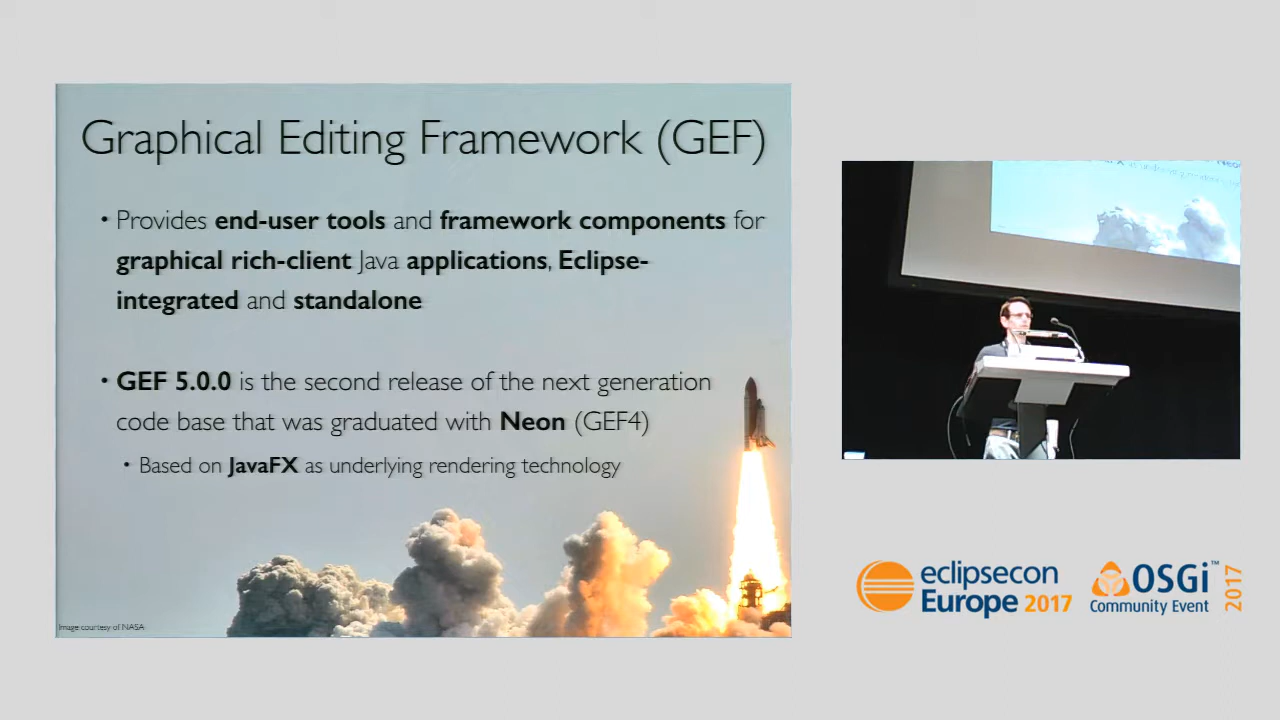 Graphical Editing Framework (GEF)
• Provides end-user tools and framework components for
graphical rich-client Java applications, Eclipse-
integrated and standalone
• GEF 5.0.0 is the second release of the next generation
code base that was graduated with Neon (GEF4)
• Based on JavaFX as underlying rendering technology
Image courtesy of NASA
eclipsecon
Europe 2017
OSGi™
Community Event
2017